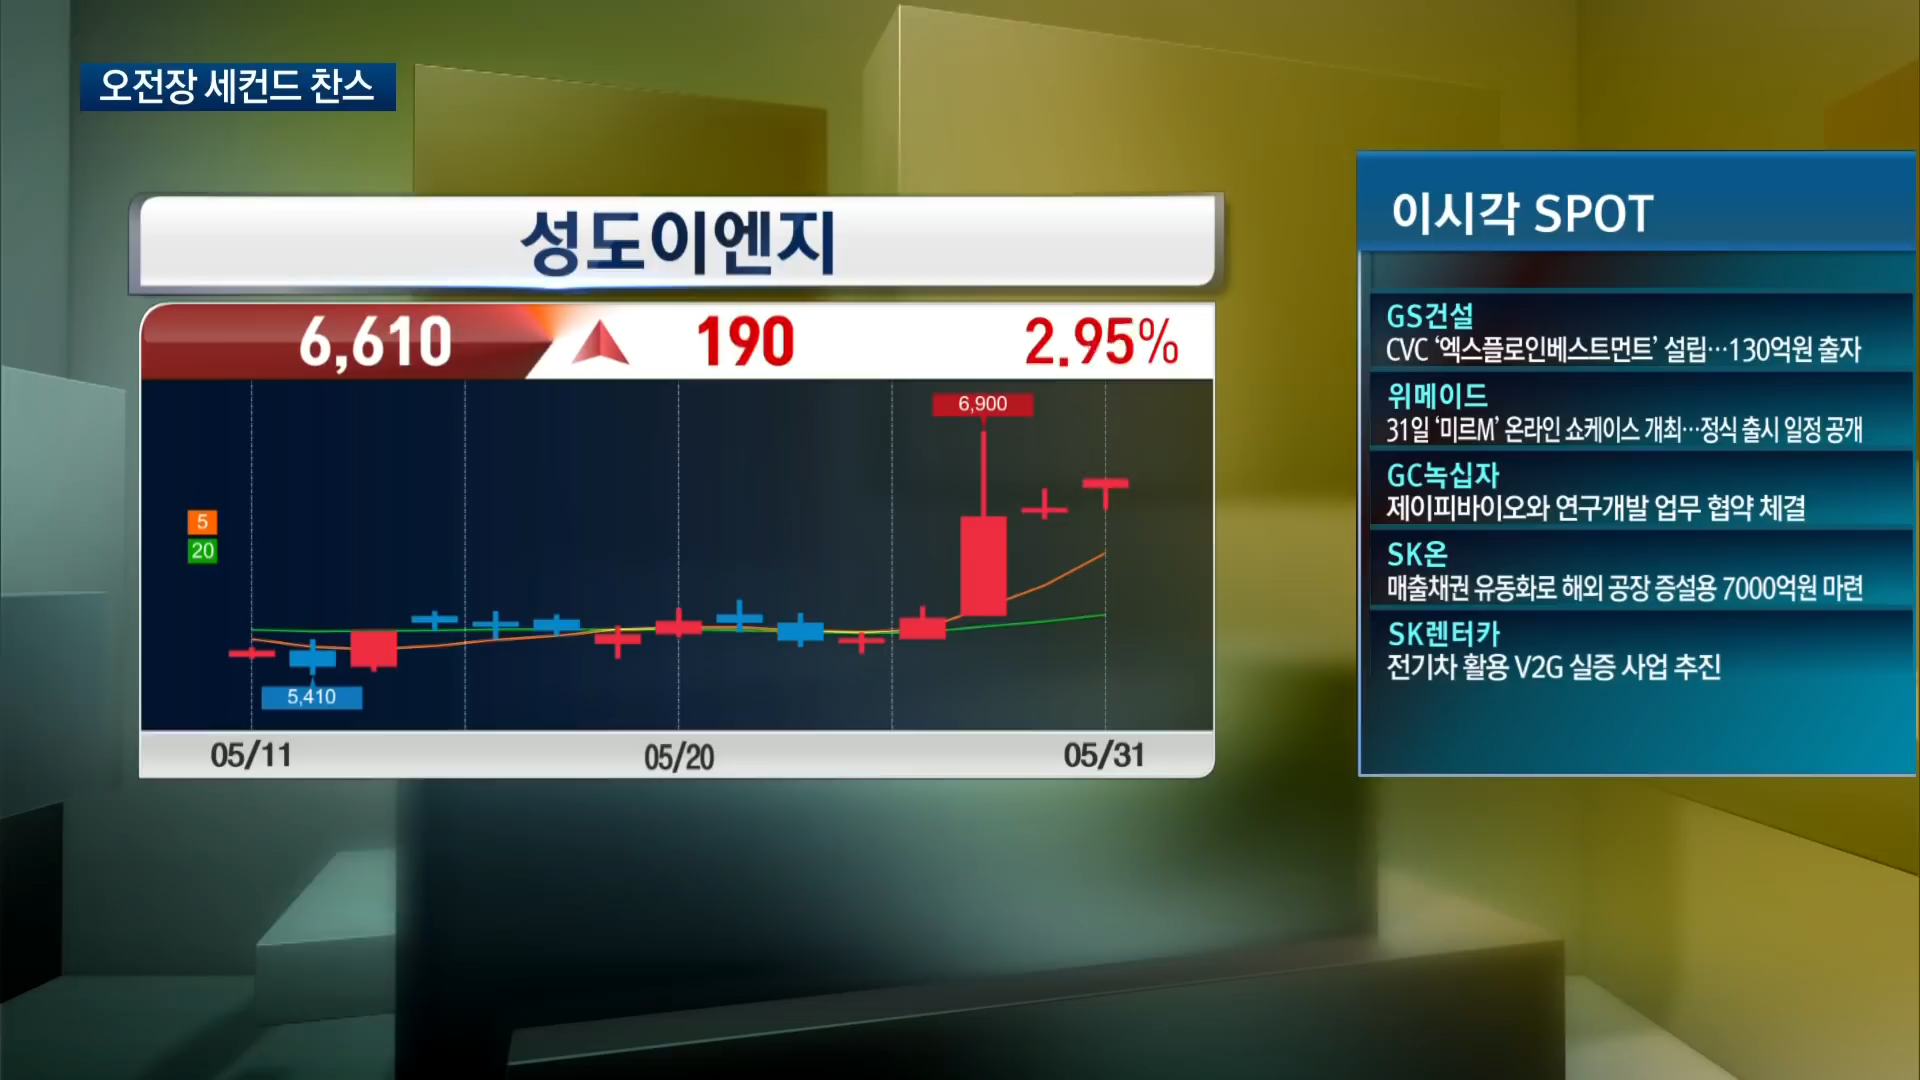 오전장 세컨드 찬스
성도이엔지
6,610 190 2.95%
6,900
5
20
5,410
05/11 05/20 05/31
이시각 SPOT
GS건설
CVC ‘엑스플로인베스트먼트’ 설립…130억원 출자
위메이드
31일 ‘미르M’ 온라인 쇼케이스 개최…정식 출시 일정 공개
GC녹십자
제이피바이오와 연구개발 업무 협약 체결
SK온
매출채권 유동화로 해외 공장 증설용 7000억원 마련
SK렌터카
전기차 활용 V2G 실증 사업 추진